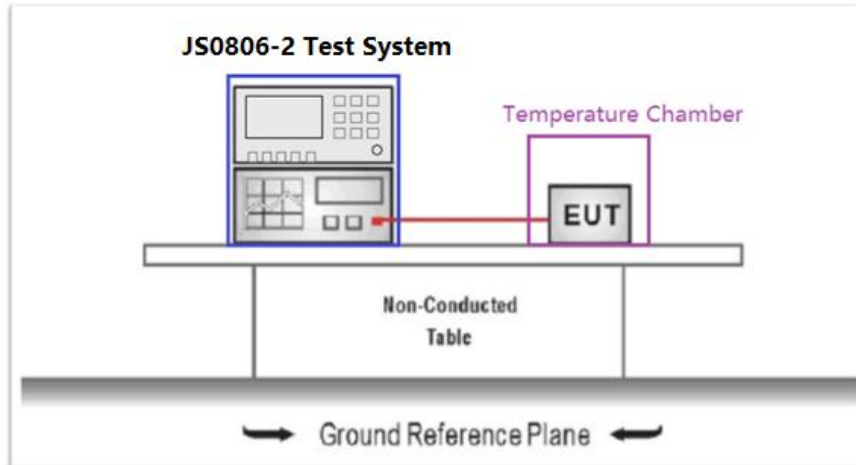 JS0806-2 Test System
Temperature Chamber
EUT
Non-Conducted
Table
Ground Reference Plane